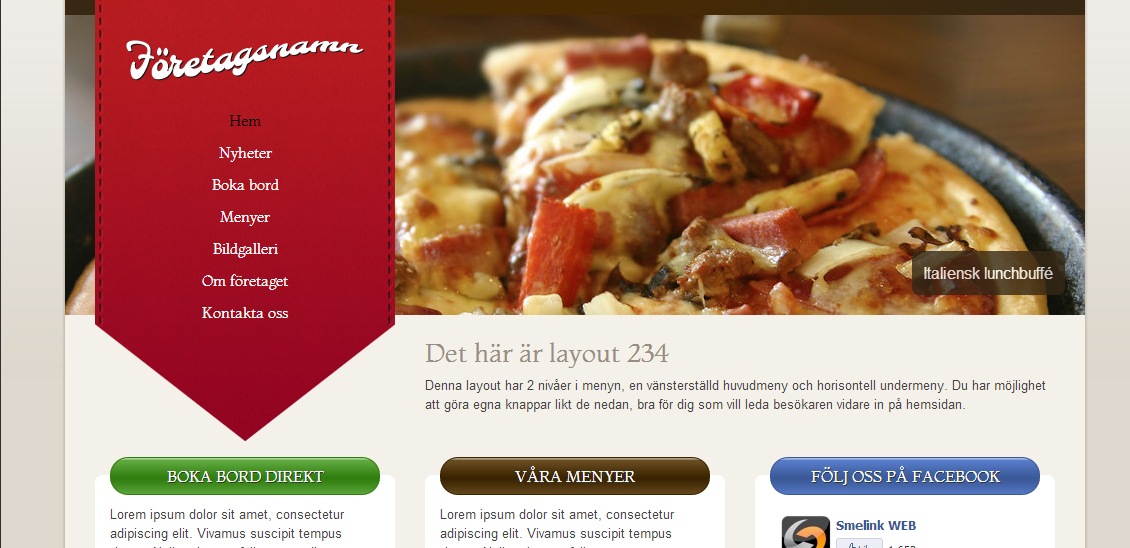 Företagsnamn
Hem
Nyheter
Boka bord
Menyer
Bildgalleri
Om företaget
Kontakta oss
Italiensk lunchbuffé
Det här är layout 234
Denna layout har 2 nivåer i menyn, en vänsterställd huvudmeny och horisontell undermeny. Du har möjlighet
att göra egna knappar likt de nedan, bra för dig som vill leda besökaren vidare in på hemsidan.
BOKA BORD DIREKT
Lorem ipsum dolor sit amet, consectetur
adipiscing elit. Vivamus suscipit tempus
VÅRA MENYER
Lorem ipsum dolor sit amet, consectetur
adipiscing elit. Vivamus suscipit tempus
FÖLJ OSS PÅ FACEBOOK
Smelink WEB